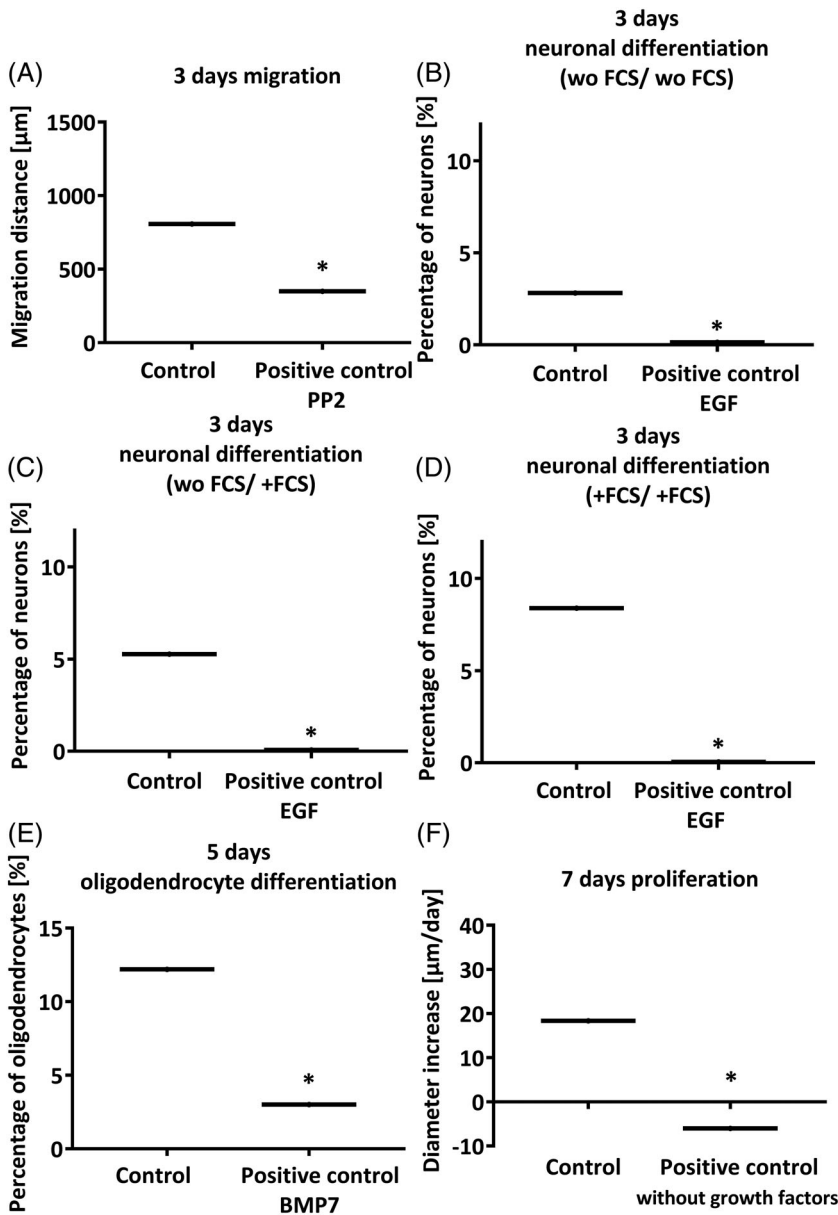 (A)
3 days migration
Migration distance [µm]
1500
1000
500
0
*
Control
Positive control
PP2
(B)
3 days
neuronal differentiation
(wo FCS/ wo FCS)
Percentage of neurons [%]
10
5
0
*
Control
Positive control
EGF
(C)
3 days
neuronal differentiation
(wo FCS/ +FCS)
Percentage of neurons [%]
10
5
0
*
Control
Positive control
EGF
(D)
3 days
neuronal differentiation
(+FCS/ +FCS)
Percentage of neurons [%]
10
5
0
*
Control
Positive control
EGF
(E)
5 days
oligodendrocyte differentiation
Percentage of oligodendrocytes [%]
15
10
5
0
*
Control
Positive control
BMP7
(F)
7 days proliferation
Diameter increase [µm/day]
40
30
20
10
0
-10
*
Control
Positive control
without growth factors